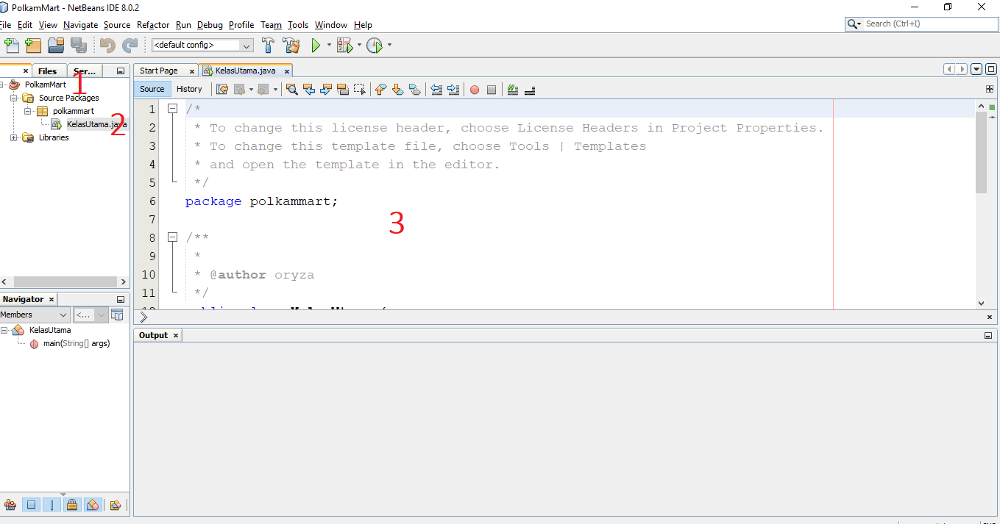 PolkamMart - NetBeans IDE 8.0.2
File Edit View Navigate Source Refactor Run Debug Profile Team Tools Window Help
Search (Ctrl+I)
<default config>
Files Ser...
1
PolkamMart
Source Packages
polkammart
KelasUtama.java
2
Libraries
Start Page KelasUtama.java
Source History
1 /*
2 * To change this license header, choose License Headers in Project Properties.
3 * To change this template file, choose Tools | Templates
4 * and open the template in the editor.
5 */
6 package polkammart;
7
3
8 /**
9 *
10 * @author oryza
11 */
Navigator
Members <...
KelasUtama
main(String[] args)
Output